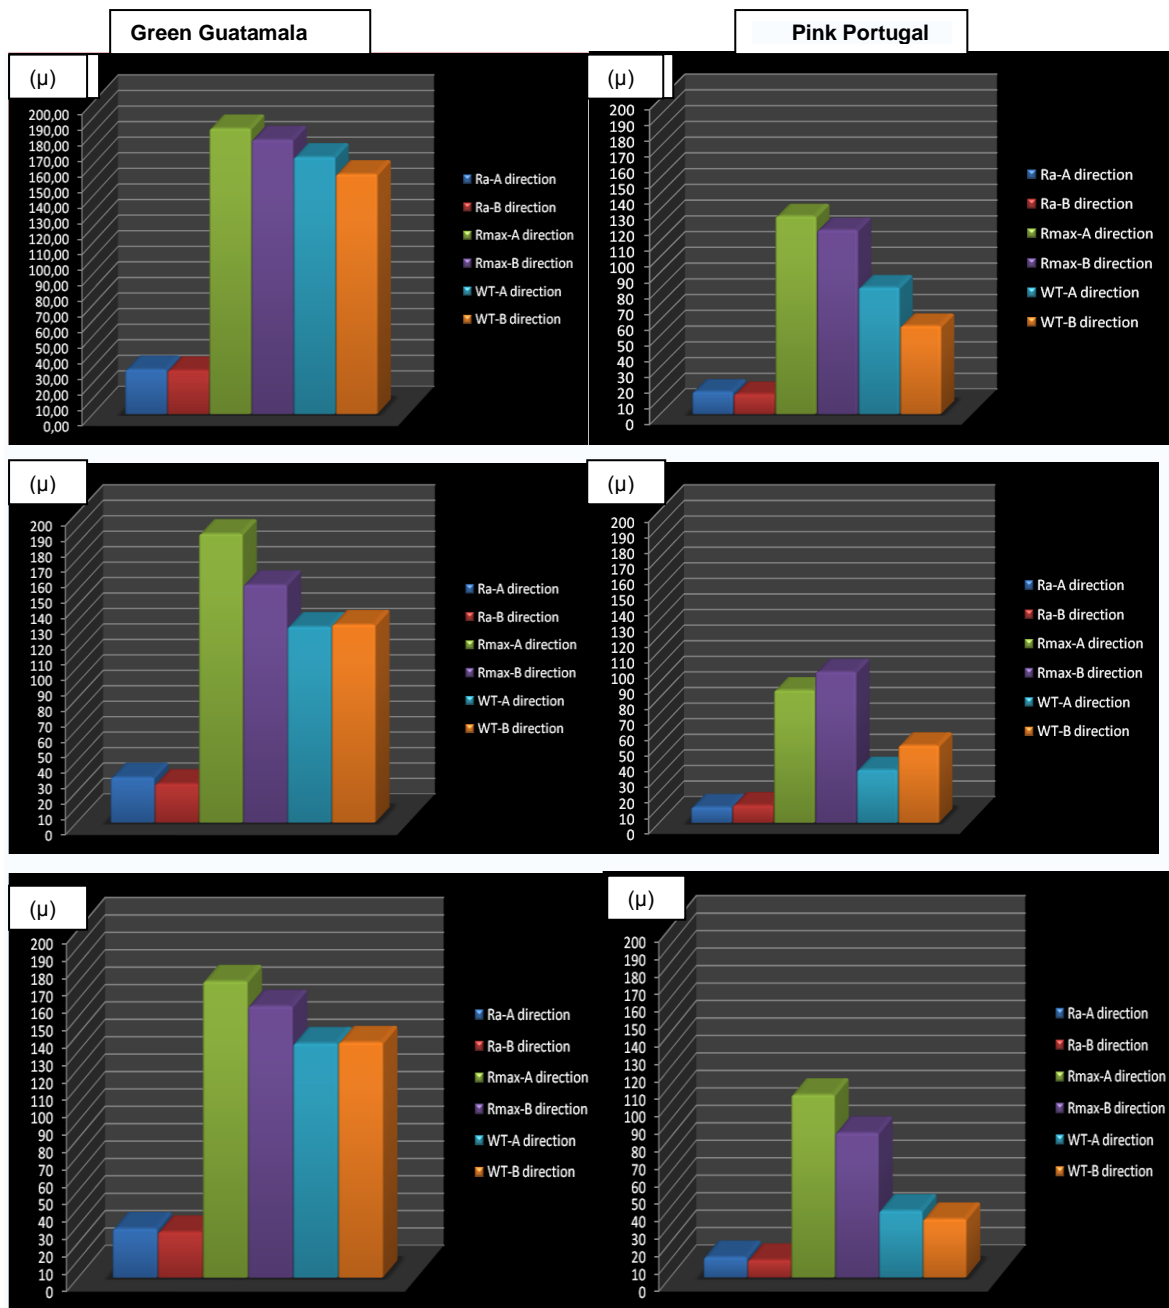 Green Guatamala
Pink Portugal
(µ)
200,00
190,00
180,00
170,00
160,00
150,00
140,00
130,00
120,00
110,00
100,00
90,00
80,00
70,00
60,00
50,00
40,00
30,00
20,00
10,00
0,00
Ra-A direction
Ra-B direction
Rmax-A direction
Rmax-B direction
WT-A direction
WT-B direction
(µ)
200
190
180
170
160
150
140
130
120
110
100
90
80
70
60
50
40
30
20
10
0
Ra-A direction
Ra-B direction
Rmax-A direction
Rmax-B direction
WT-A direction
WT-B direction
(µ)
200
190
180
170
160
150
140
130
120
110
100
90
80
70
60
50
40
30
20
10
0
Ra-A direction
Ra-B direction
Rmax-A direction
Rmax-B direction
WT-A direction
WT-B direction
(µ)
200
190
180
170
160
150
140
130
120
110
100
90
80
70
60
50
40
30
20
10
0
Ra-A direction
Ra-B direction
Rmax-A direction
Rmax-B direction
WT-A direction
WT-B direction
(µ)
200
190
180
170
160
150
140
130
120
110
100
90
80
70
60
50
40
30
20
10
0
Ra-A direction
Ra-B direction
Rmax-A direction
Rmax-B direction
WT-A direction
WT-B direction
(µ)
200
190
180
170
160
150
140
130
120
110
100
90
80
70
60
50
40
30
20
10
0
Ra-A direction
Ra-B direction
Rmax-A direction
Rmax-B direction
WT-A direction
WT-B direction